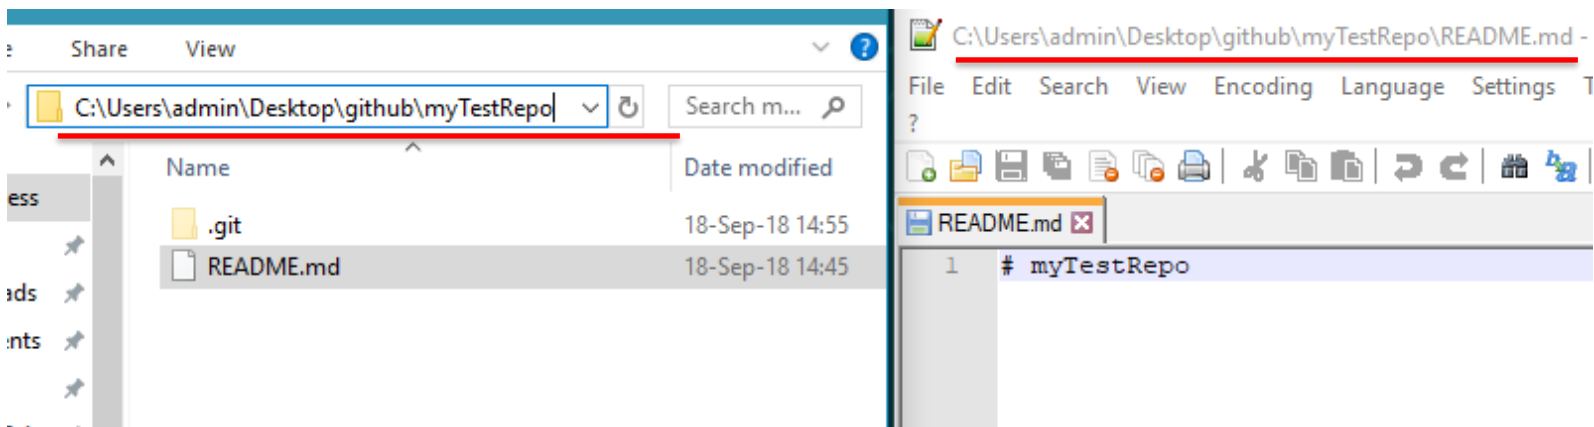 Share View
C:\Users\admin\Desktop\github\myTestRepo
Search m...
Name Date modified
ess
.git 18-Sep-18 14:55
README.md 18-Sep-18 14:45
ads
ents
C:\Users\admin\Desktop\github\myTestRepo\README.md -
File Edit Search View Encoding Language Settings T
?
README.md
1 # myTestRepo